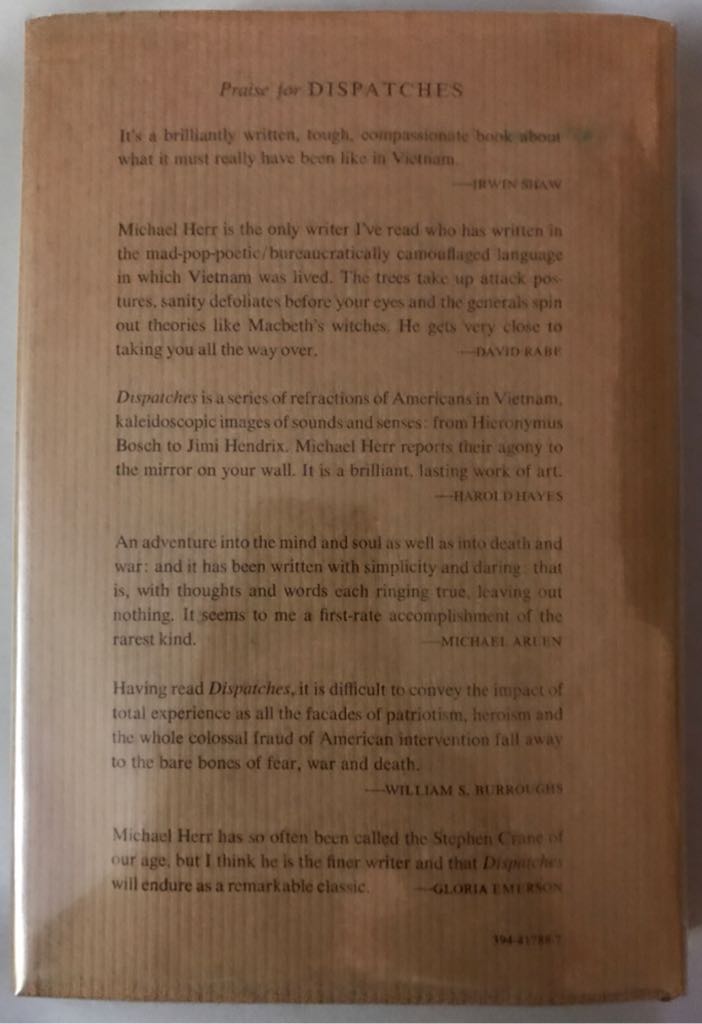 Praise for DISPATCHES
It's a brilliantly written, tough, compassionate book about
what it must really have been like in Vietnam.
—IRWIN SHAW
Michael Herr is the only writer I've read who has written in
the mad-pop-poetic/bureaucratically camouflaged language
in which Vietnam was lived. The trees take up attack pos-
tures, sanity defoliates before your eyes and the generals spin
out theories like Macbeth's witches. He gets very close to
taking you all the way over. —DAVID RABE
Dispatches is a series of refractions of Americans in Vietnam,
kaleidoscopic images of sounds and senses: from Hieronymus
Bosch to Jimi Hendrix. Michael Herr reports their agony to
the mirror on your wall. It is a brilliant, lasting work of art.
—HAROLD HAYES
An adventure into the mind and soul as well as into death and
war: and it has been written with simplicity and daring: that
is, with thoughts and words each ringing true, leaving out
nothing. It seems to me a first-rate accomplishment of the
rarest kind. —MICHAEL ARLEN
Having read Dispatches, it is difficult to convey the impact of
total experience as all the facades of patriotism, heroism and
the whole colossal fraud of American intervention fall away
to the bare bones of fear, war and death.
—WILLIAM S. BURROUGHS
Michael Herr has so often been called the Stephen Crane of
our age, but I think he is the finer writer and that Dispatches
will endure as a remarkable classic. —GLORIA EMERSON
394-41788-7